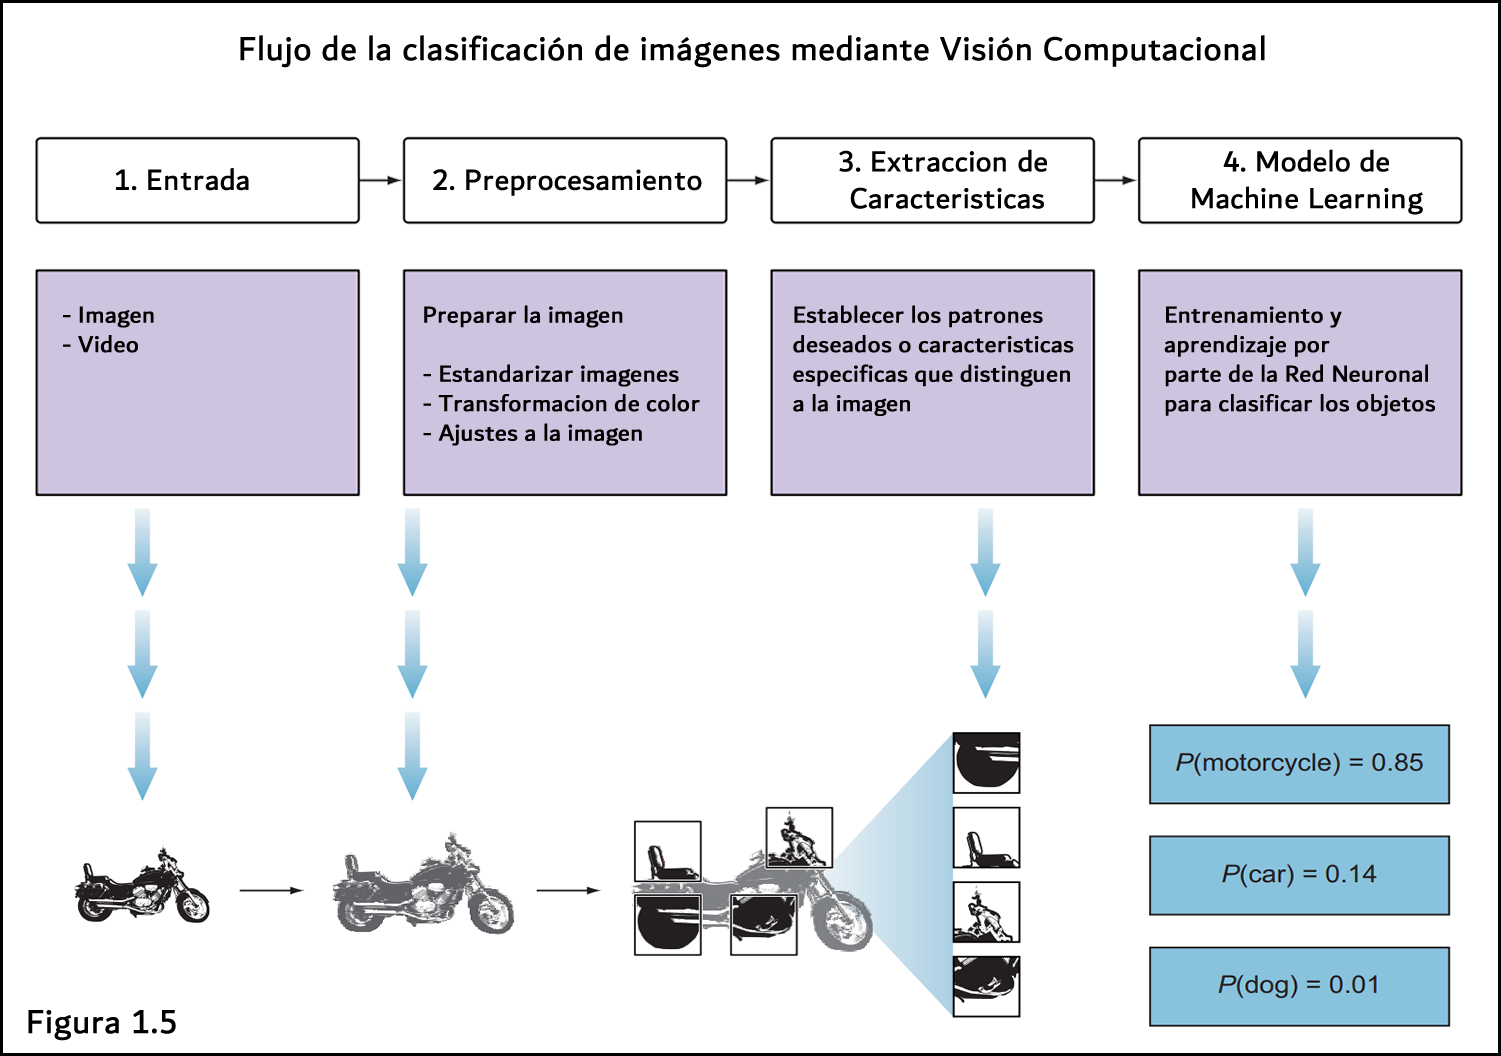 Flujo de la clasificación de imágenes mediante Visión Computacional
1. Entrada
2. Preprocesamiento
3. Extraccion de
Caracteristicas
4. Modelo de
Machine Learning
- Imagen
- Video
Preparar la imagen
- Estandarizar imagenes
- Transformacion de color
- Ajustes a la imagen
Establecer los patrones
deseados o caracteristicas
especificas que distinguen
a la imagen
Entrenamiento y
aprendizaje por
parte de la Red Neuronal
para clasificar los objetos
P(motorcycle) = 0.85
P(car) = 0.14
P(dog) = 0.01
Figura 1.5